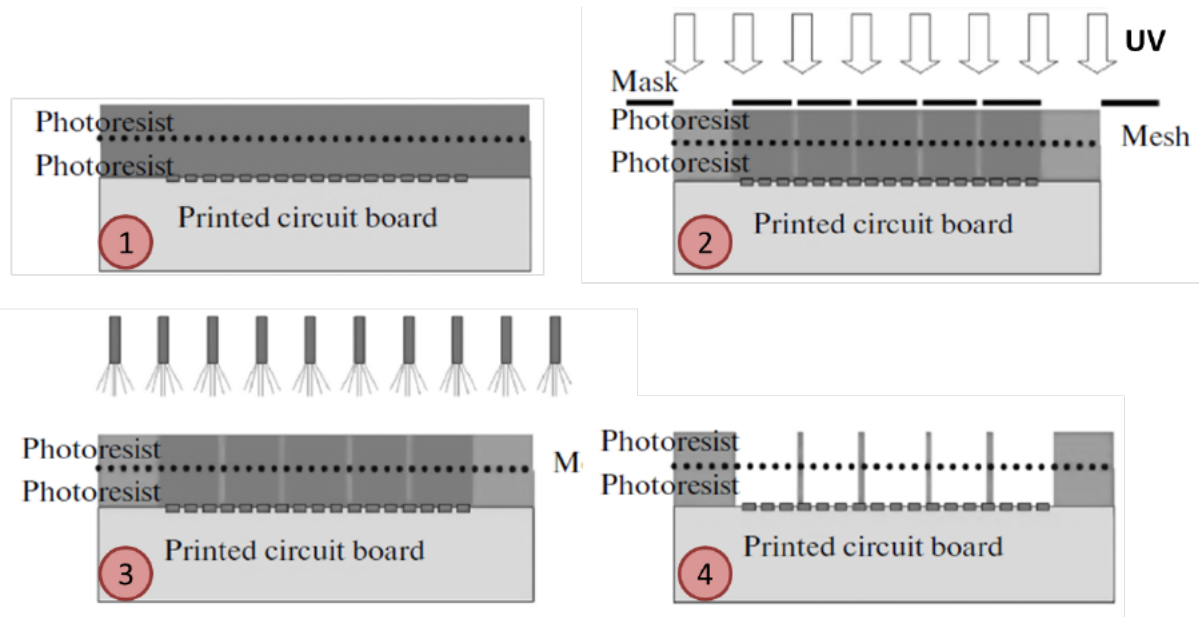 Photoresist
Photoresist
Printed circuit board
1
UV
Mask
Photoresist
Mesh
Photoresist
Printed circuit board
2
Photoresist
M
Photoresist
Printed circuit board
3
Photoresist
Photoresist
Printed circuit board
4